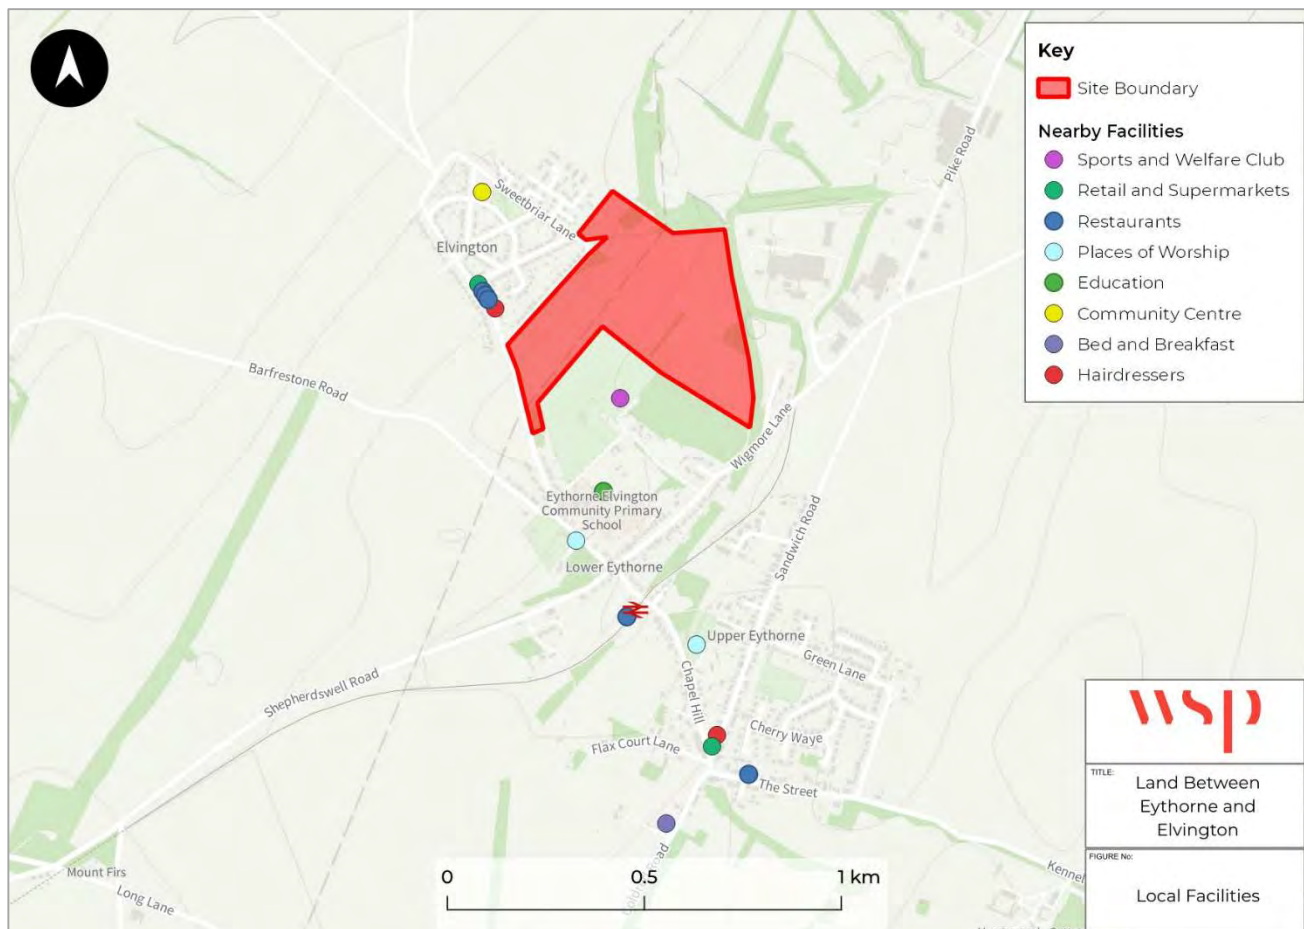 Key
Site Boundary
Nearby Facilities
Sports and Welfare Club
Retail and Supermarkets
Restaurants
Places of Worship
Education
Community Centre
Bed and Breakfast
Hairdressers
Pike Road
Sweetbriar Lane
Elvington
Barfrestone Road
Wigmore Lane
Eythorne Elvington
Community Primary
School
Sandwich Road
Lower Eythorne
Upper Eythorne
Green Lane
Shepherdswell Road
Chapel Hill
Cherry Waye
Flax Court Lane
The Street
Mount Firs
Long Lane
Road
Kennel
0
0.5
1 km
wsp
TITLE:
Land Between
Eythorne and
Elvington
FIGURE No:
Local Facilities